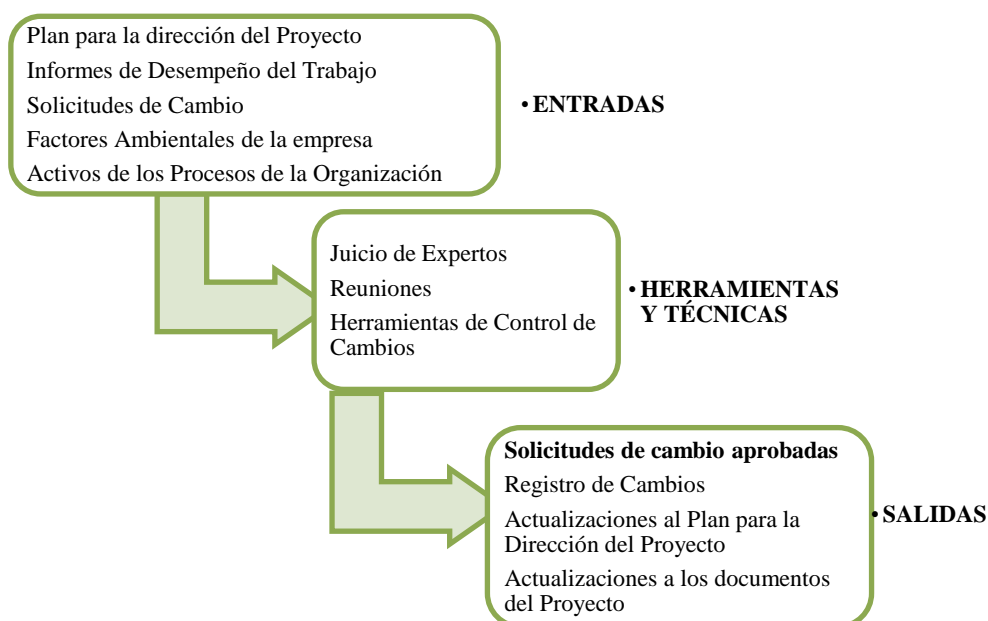 Plan para la dirección del Proyecto
Informes de Desempeño del Trabajo
Solicitudes de Cambio
Factores Ambientales de la empresa
Activos de los Procesos de la Organización
• ENTRADAS
Juicio de Expertos
Reuniones
Herramientas de Control de
Cambios
• HERRAMIENTAS
Y TÉCNICAS
Solicitudes de cambio aprobadas
Registro de Cambios
Actualizaciones al Plan para la
Dirección del Proyecto
Actualizaciones a los documentos
del Proyecto
• SALIDAS